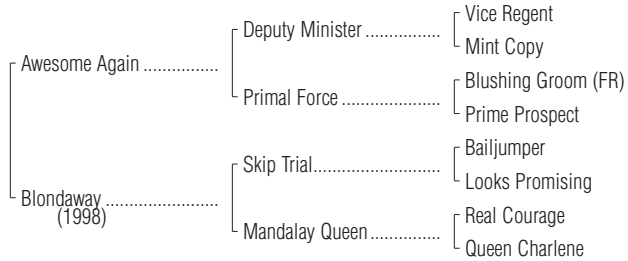 Vice Regent
Deputy Minister ..................
Mint Copy
Awesome Again ...............
Blushing Groom (FR)
Primal Force ....................
Prime Prospect
Bailjumper
Skip Trial.........................
Looks Promising
Blondaway .......................
(1998)
Real Courage
Mandalay Queen ..............
Queen Charlene